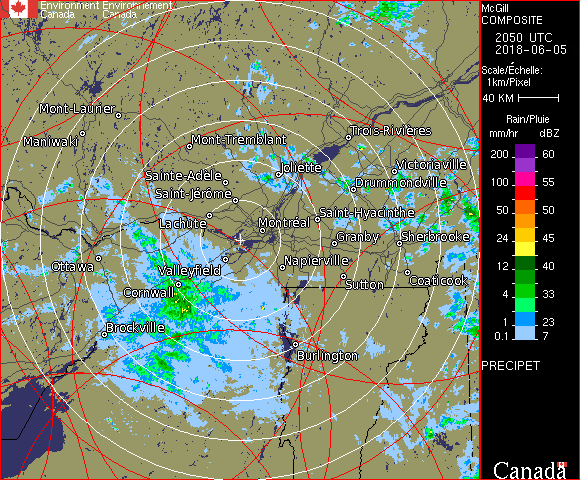 Environment Environnement
Canada Canada
McGill
COMPOSITE
2050 UTC
2018-06-05
Scale/Échelle:
1km/Pixel
40 KM
Rain/Pluie
mm/hr dBZ
200 60
100 55
50 50
24 45
12 40
4 33
1 23
0.1 7
PRECIPET
Canada
Mont-Laurier
Maniwaki
Mont-Tremblant
Trois-Rivières
Joliette
Victoriaville
Sainte-Adèle
Drummondville
Saint-Jérôme
Lachute
Saint-Hyacinthe
Montréal
Granby
Sherbrooke
Ottawa
Valleyfield
Napierville
Cornwall
Sutton
Coaticook
Brockville
Burlington